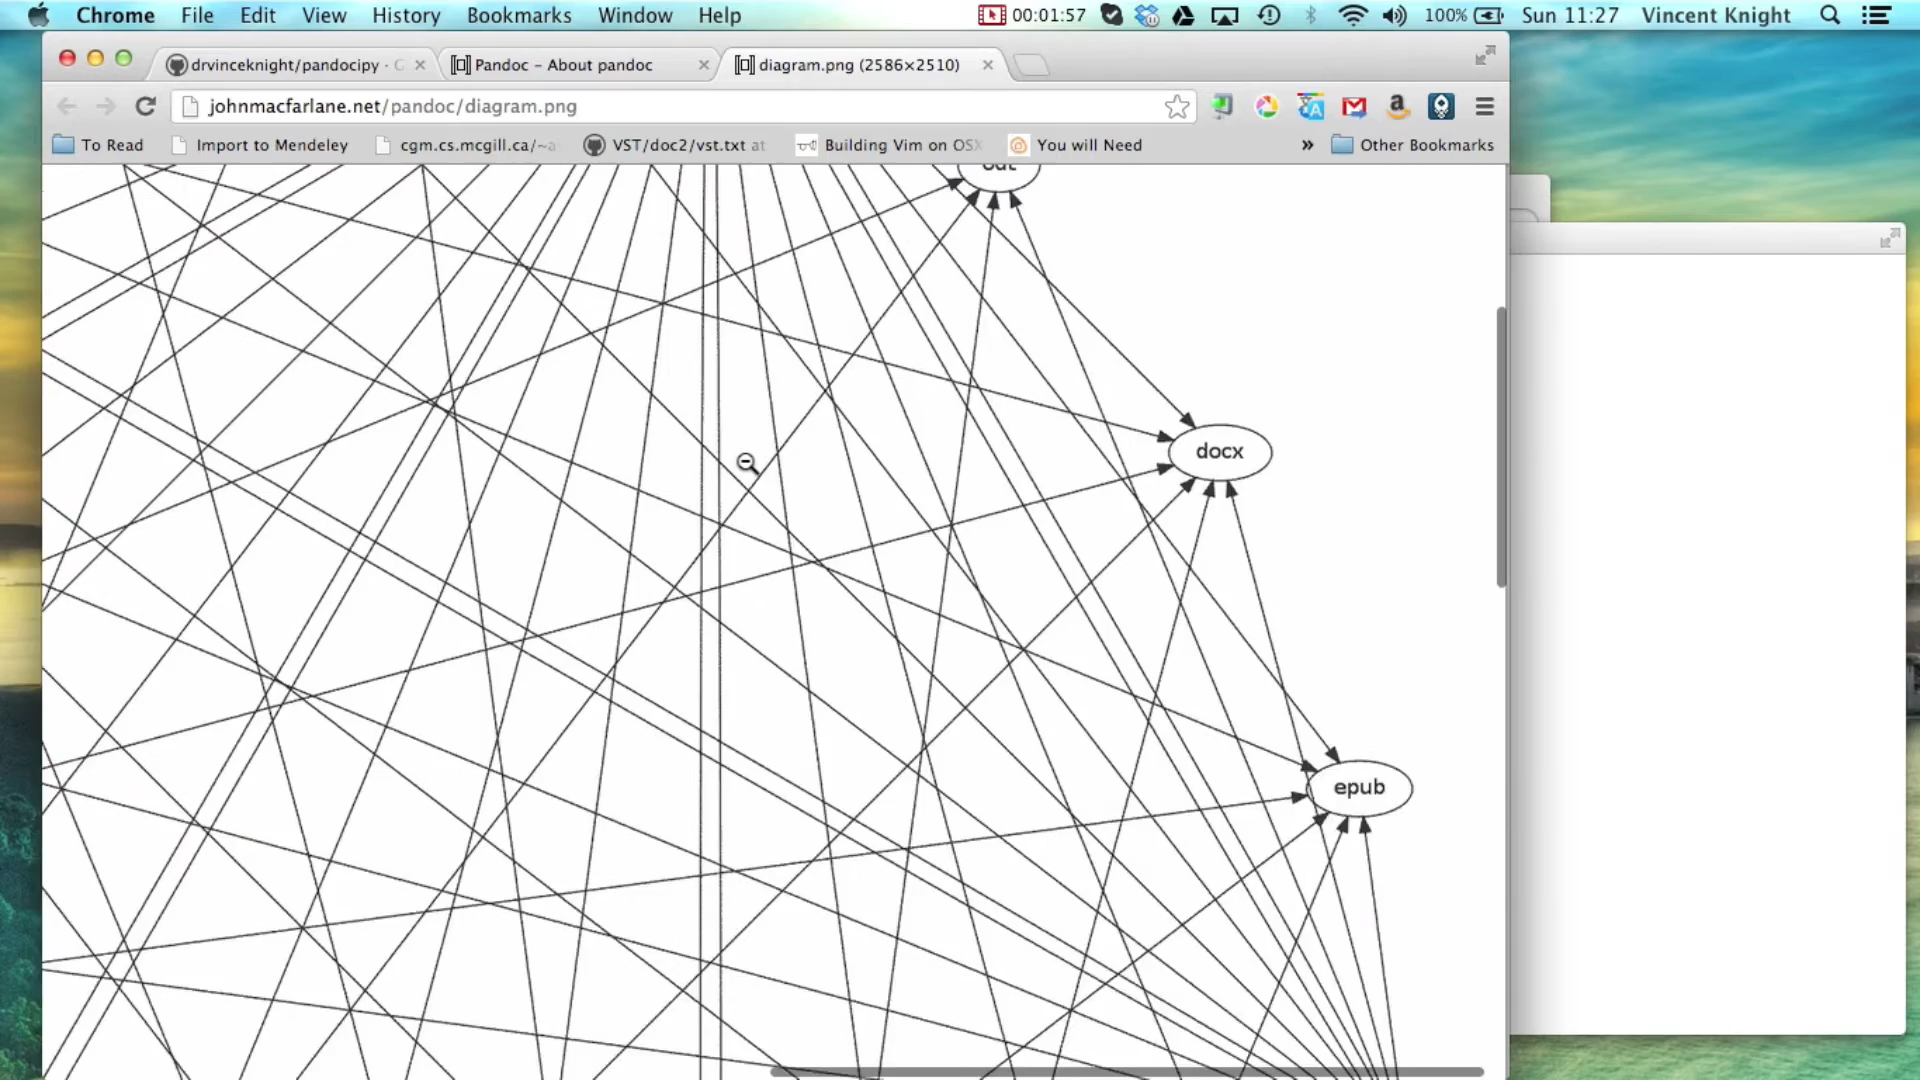 Chrome File Edit View History Bookmarks Window Help 00:01:57 100% Sun 11:27 Vincent Knight
drvinceknight/pandocipy · Pandoc – About pandoc diagram.png (2586×2510)
johnmacfarlane.net/pandoc/diagram.png
To Read Import to Mendeley cgm.cs.mcgill.ca/~a VST/doc2/vst.txt at Building Vim on OSX You will Need » Other Bookmarks
docx
epub